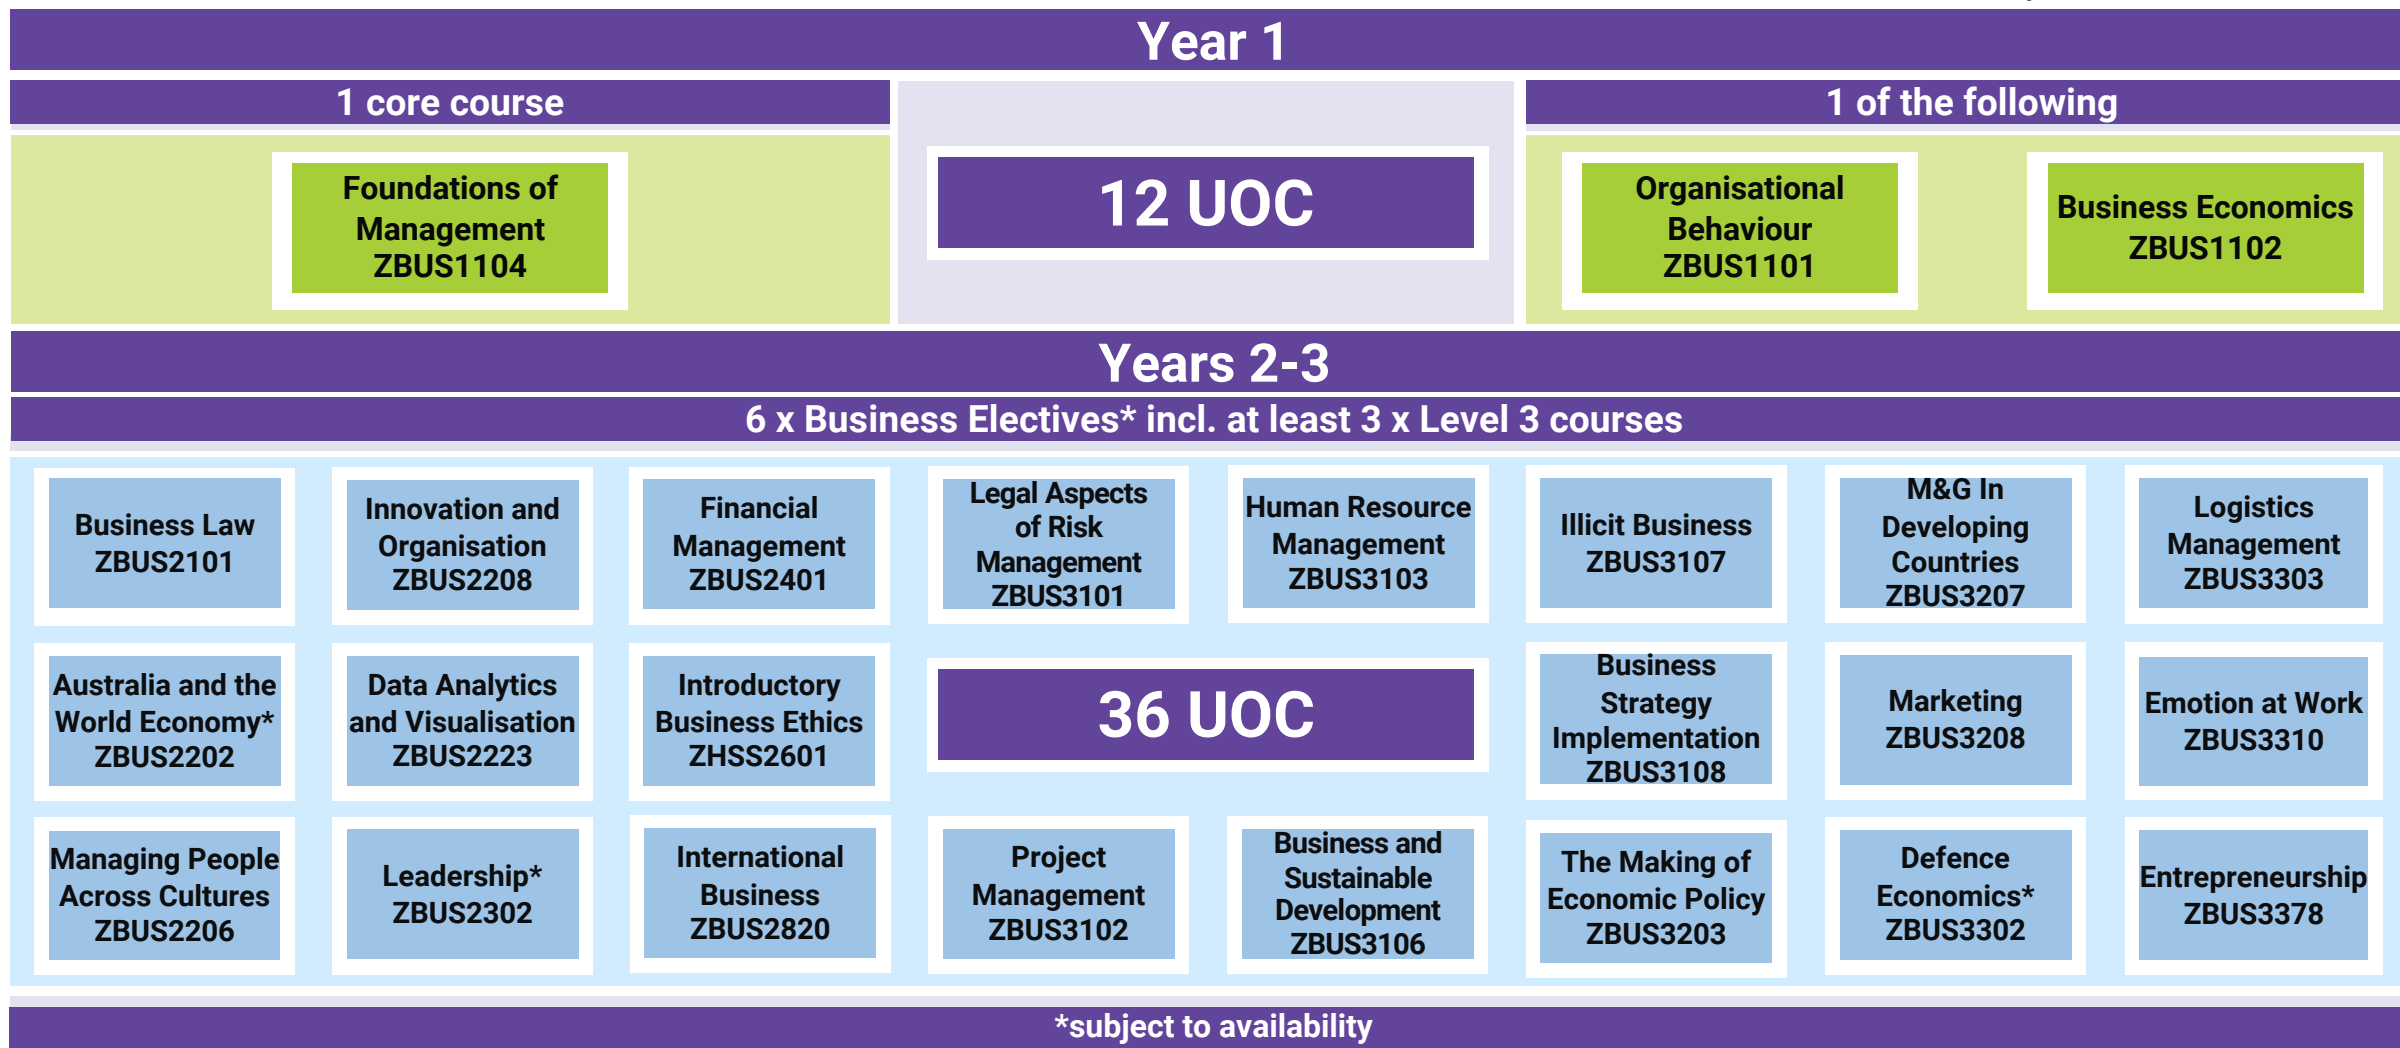 Year 1
1 core course
Foundations of
Management
ZBUS1104
12 UOC
1 of the following
Organisational
Behaviour
ZBUS1101
Business Economics
ZBUS1102
Years 2-3
6 x Business Electives* incl. at least 3 x Level 3 courses
Business Law
ZBUS2101
Innovation and
Organisation
ZBUS2208
Financial
Management
ZBUS2401
Legal Aspects
of Risk
Management
ZBUS3101
Human Resource
Management
ZBUS3103
Illicit Business
ZBUS3107
M&G In
Developing
Countries
ZBUS3207
Logistics
Management
ZBUS3303
Australia and the
World Economy*
ZBUS2202
Data Analytics
and Visualisation
ZBUS2223
Introductory
Business Ethics
ZHSS2601
36 UOC
Business
Strategy
Implementation
ZBUS3108
Marketing
ZBUS3208
Emotion at Work
ZBUS3310
Managing People
Across Cultures
ZBUS2206
Leadership*
ZBUS2302
International
Business
ZBUS2820
Project
Management
ZBUS3102
Business and
Sustainable
Development
ZBUS3106
The Making of
Economic Policy
ZBUS3203
Defence
Economics*
ZBUS3302
Entrepreneurship
ZBUS3378
*subject to availability